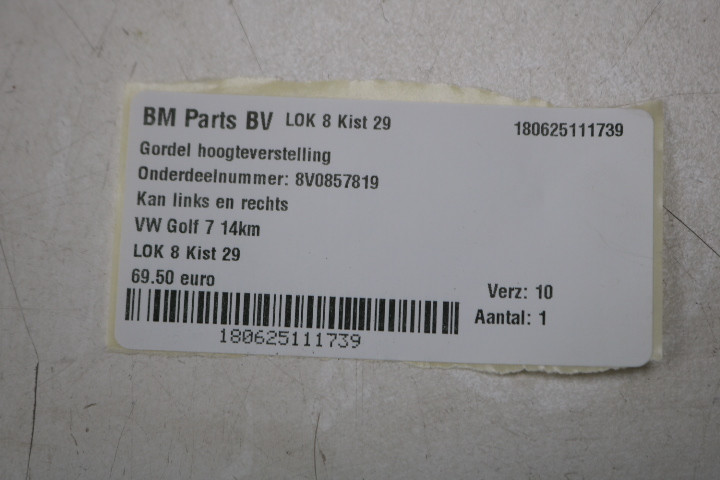 BM Parts BV LOK 8 Kist 29 180625111739
Gordel hoogteverstelling
Onderdeelnummer: 8V0857819
Kan links en rechts
VW Golf 7 14km
LOK 8 Kist 29
69.50 euro
Verz: 10
Aantal: 1
180625111739